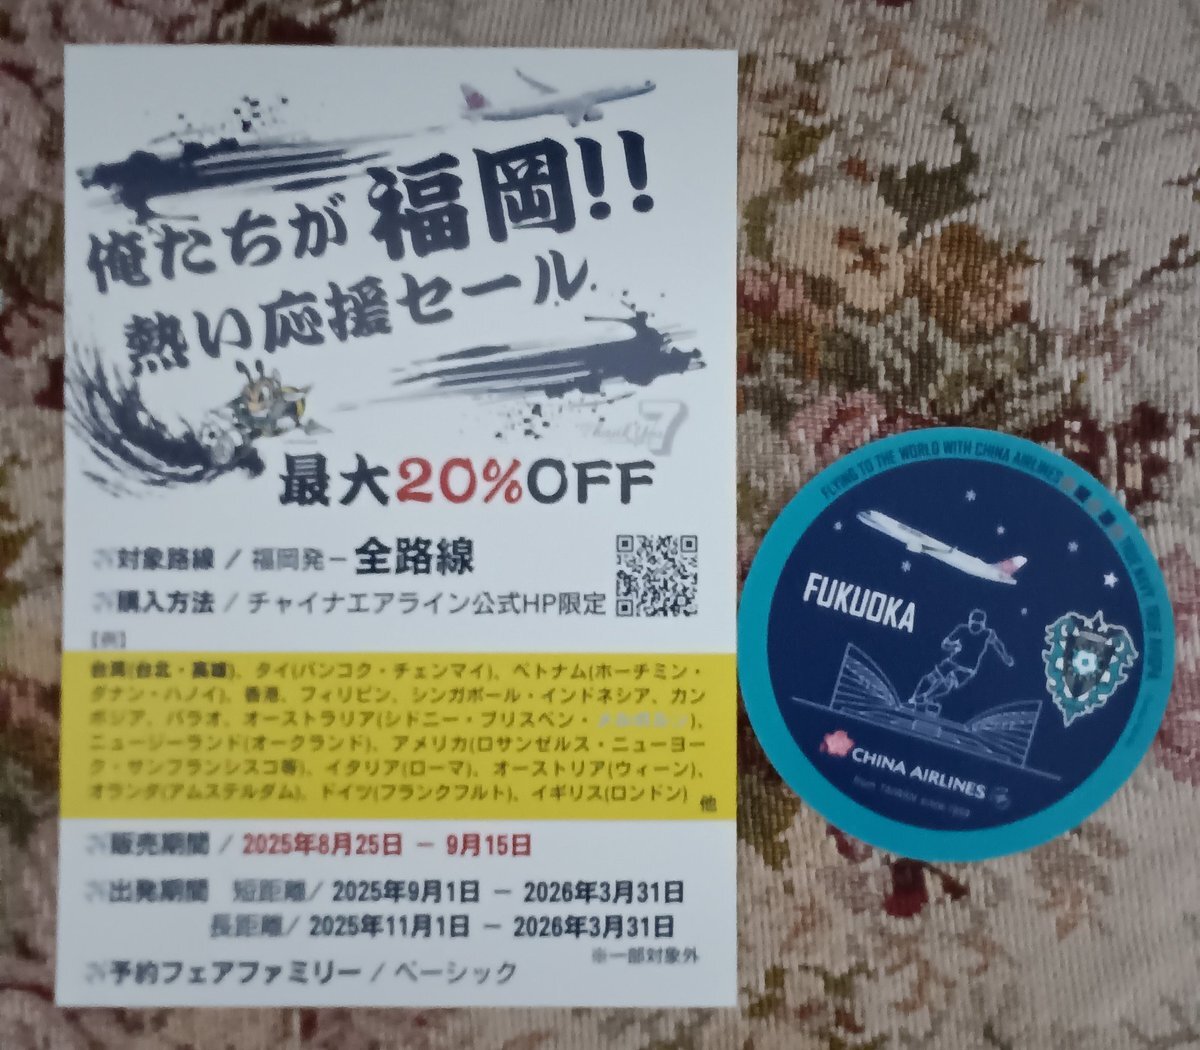 俺たちが福岡!!
熱い応援セール
Thank You
7
最大20%OFF
対象路線 / 福岡発－全路線
購入方法 / チャイナエアライン公式HP限定
【例】
台湾(台北・高雄)、タイ(バンコク・チェンマイ)、ベトナム(ホーチミン・
ダナン・ハノイ)、香港、フィリピン、シンガポール・インドネシア、カン
ボジア、パラオ、オーストラリア(シドニー・ブリスベン・メルボルン)、
ニュージーランド(オークランド)、アメリカ(ロサンゼルス・ニューヨー
ク・サンフランシスコ等)、イタリア(ローマ)、オーストリア(ウィーン)、
オランダ(アムステルダム)、ドイツ(フランクフルト)、イギリス(ロンドン) 他
販売期間 / 2025年8月25日 － 9月15日
出発期間 短距離/ 2025年9月1日 － 2026年3月31日
長距離/ 2025年11月1日 － 2026年3月31日
※一部対象外
予約フェアファミリー / ベーシック
FLYING TO THE WORLD WITH CHINA AIRLINES
FUKUOKA
CHINA AIRLINES
from TAIWAN since 1959